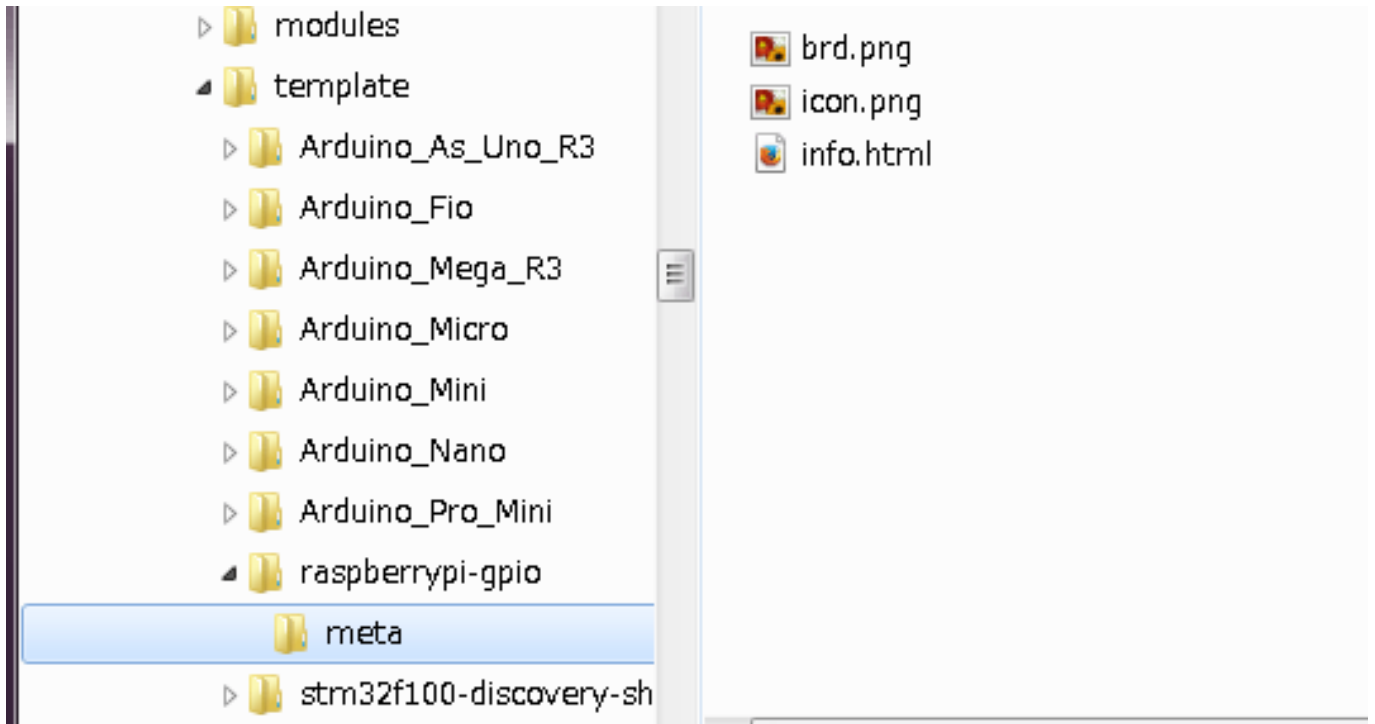 modules
template
Arduino_As_Uno_R3
Arduino_Fio
Arduino_Mega_R3
Arduino_Micro
Arduino_Mini
Arduino_Nano
Arduino_Pro_Mini
raspberrypi-gpio
meta
stm32f100-discovery-sh
brd.png
icon.png
info.html